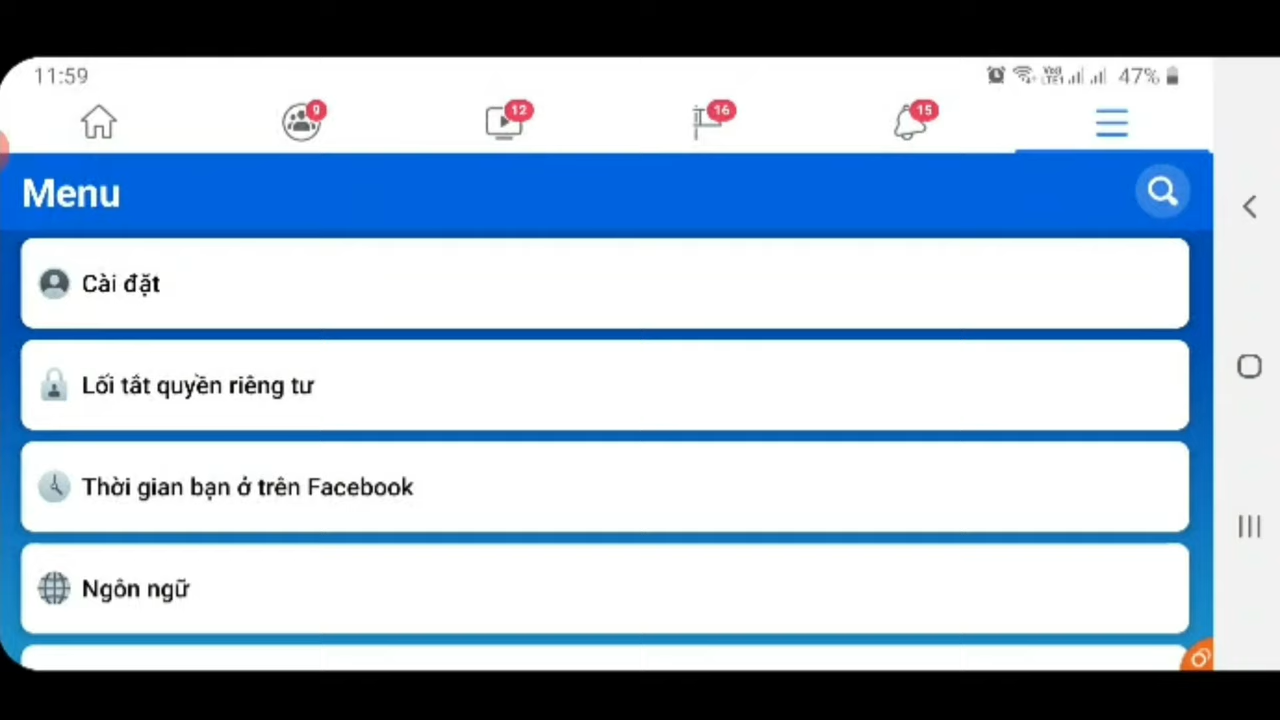 11:59
47%
9
12
16
15
Menu
Cài đặt
Lối tắt quyền riêng tư
Thời gian bạn ở trên Facebook
Ngôn ngữ